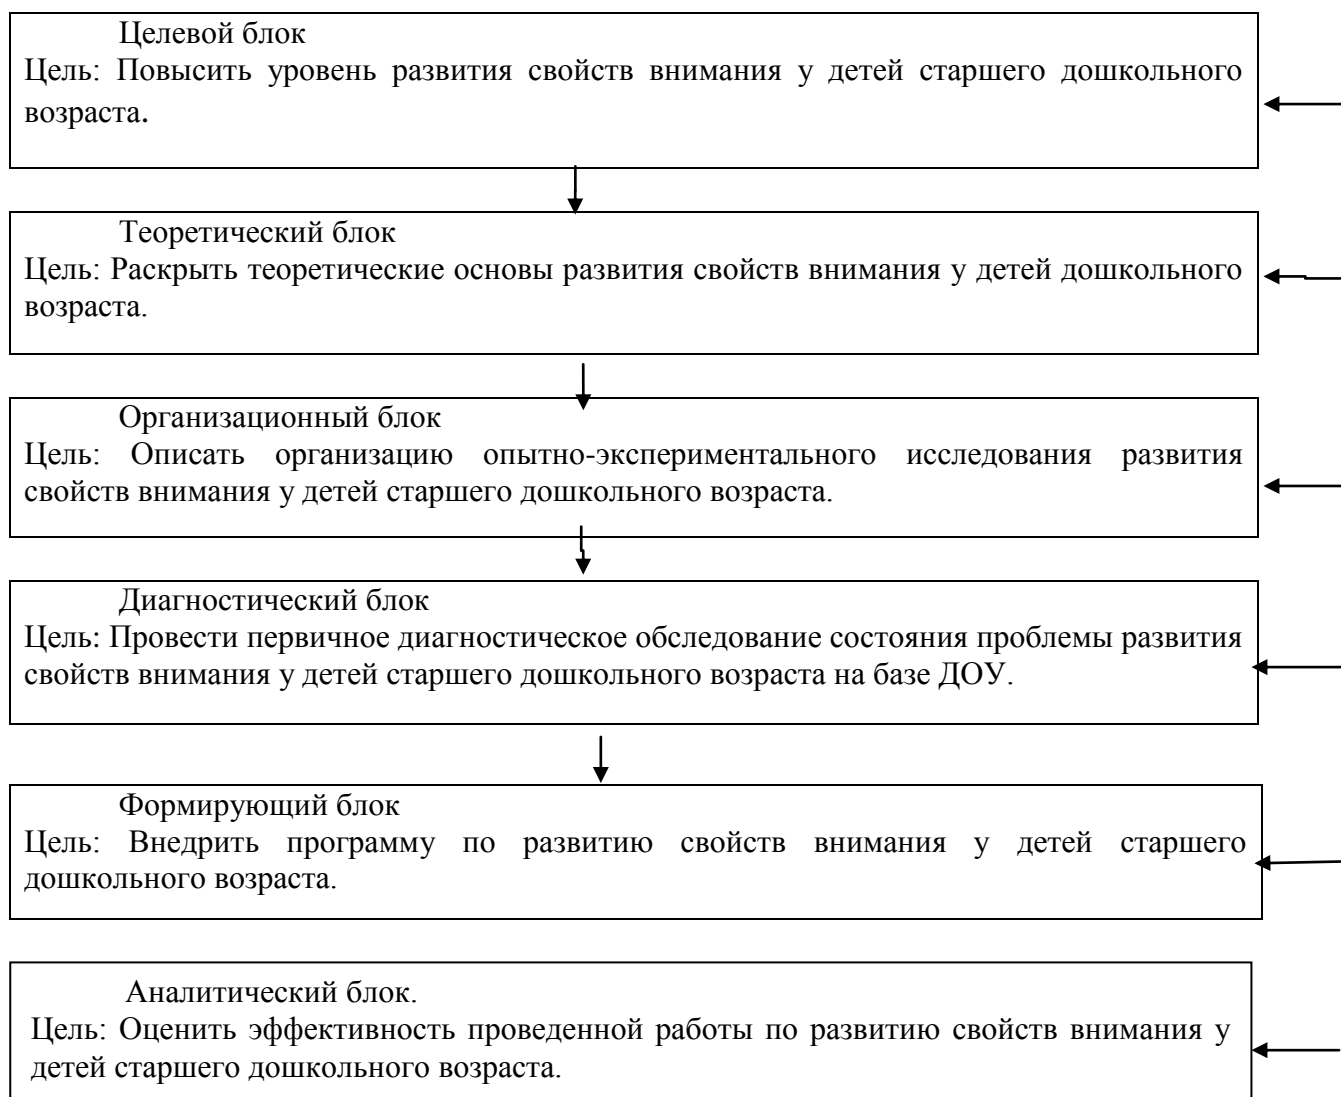 Целевой блок
Цель: Повысить уровень развития свойств внимания у детей старшего дошкольного
возраста.
Теоретический блок
Цель: Раскрыть теоретические основы развития свойств внимания у детей дошкольного
возраста.
Организационный блок
Цель: Описать организацию опытно-экспериментального исследования развития
свойств внимания у детей старшего дошкольного возраста.
Диагностический блок
Цель: Провести первичное диагностическое обследование состояния проблемы развития
свойств внимания у детей старшего дошкольного возраста на базе ДОУ.
Формирующий блок
Цель: Внедрить программу по развитию свойств внимания у детей старшего
дошкольного возраста.
Аналитический блок.
Цель: Оценить эффективность проведенной работы по развитию свойств внимания у
детей старшего дошкольного возраста.